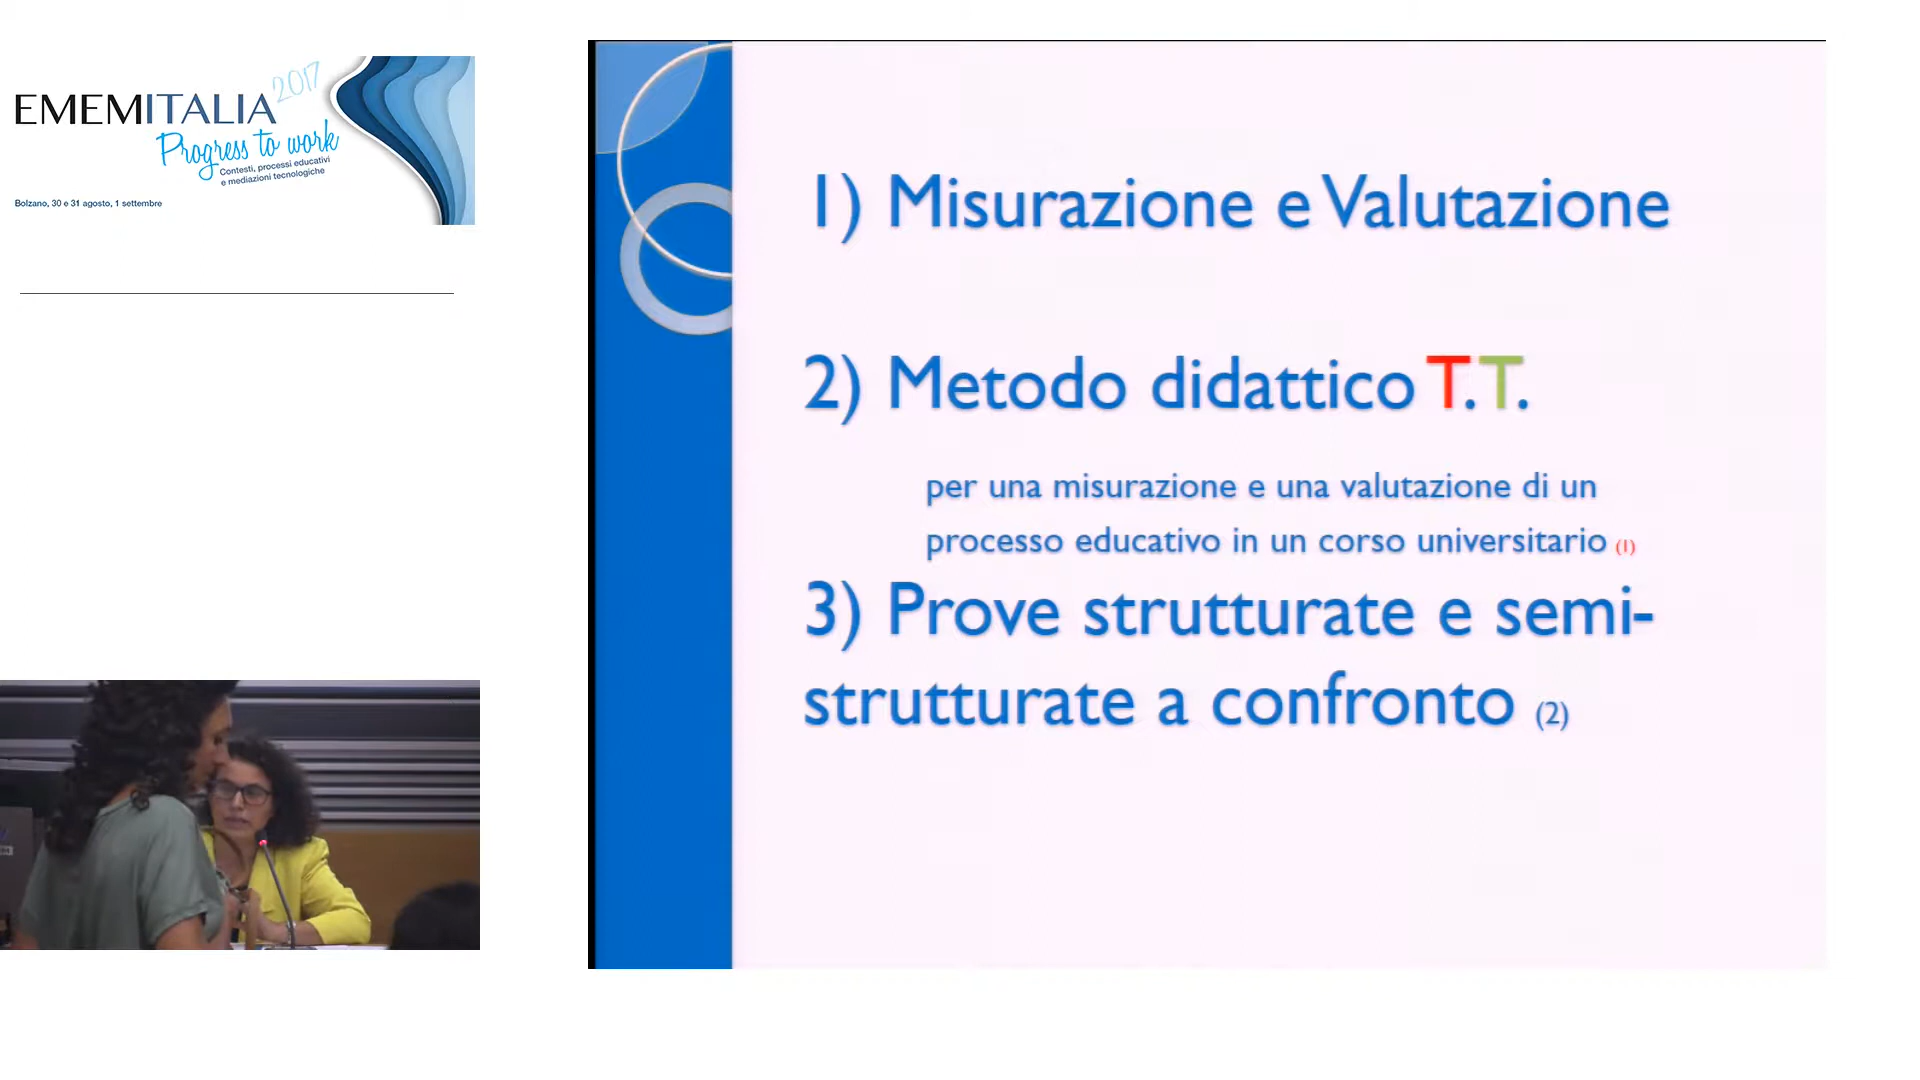 EMEMITALIA 2017
Progress to work
Contesti, processi educativi
e mediazioni tecnologiche
Bolzano, 30 e 31 agosto, 1 settembre
1) Misurazione e Valutazione
2) Metodo didattico T.T.
per una misurazione e una valutazione di un
processo educativo in un corso universitario (1)
3) Prove strutturate e semi-
strutturate a confronto (2)